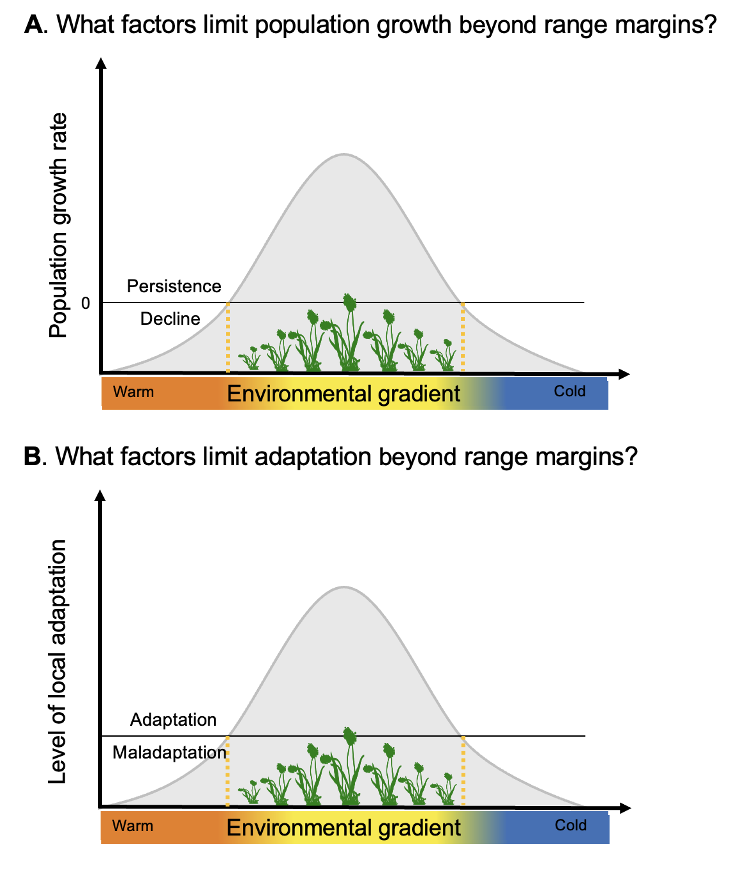 A. What factors limit population growth beyond range margins?
Population growth rate
Persistence
0
Decline
Warm
Environmental gradient
Cold
B. What factors limit adaptation beyond range margins?
Level of local adaptation
Adaptation
Maladaptation
Warm
Environmental gradient
Cold